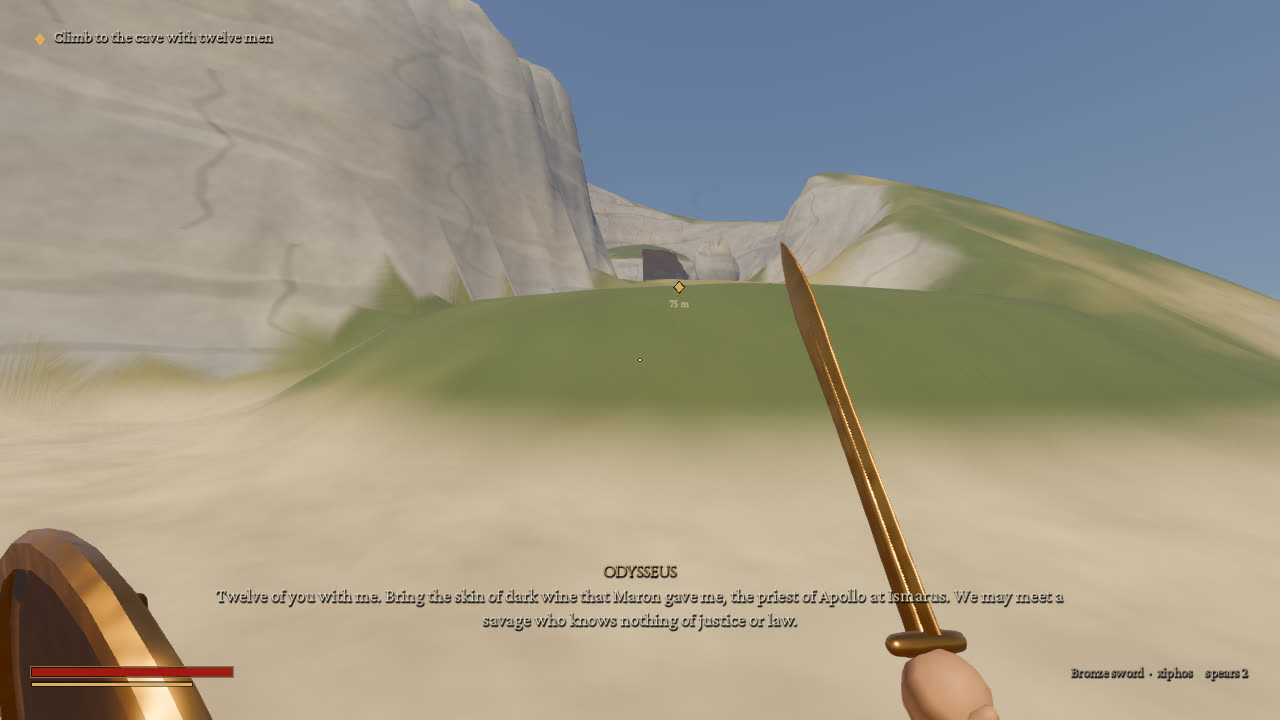 Climb to the cave with twelve men
75 m
ODYSSEUS
Twelve of you with me. Bring the skin of dark wine that Maron gave me, the priest of Apollo at Ismarus. We may meet a
savage who knows nothing of justice or law.
Bronze sword · xiphos spears 2